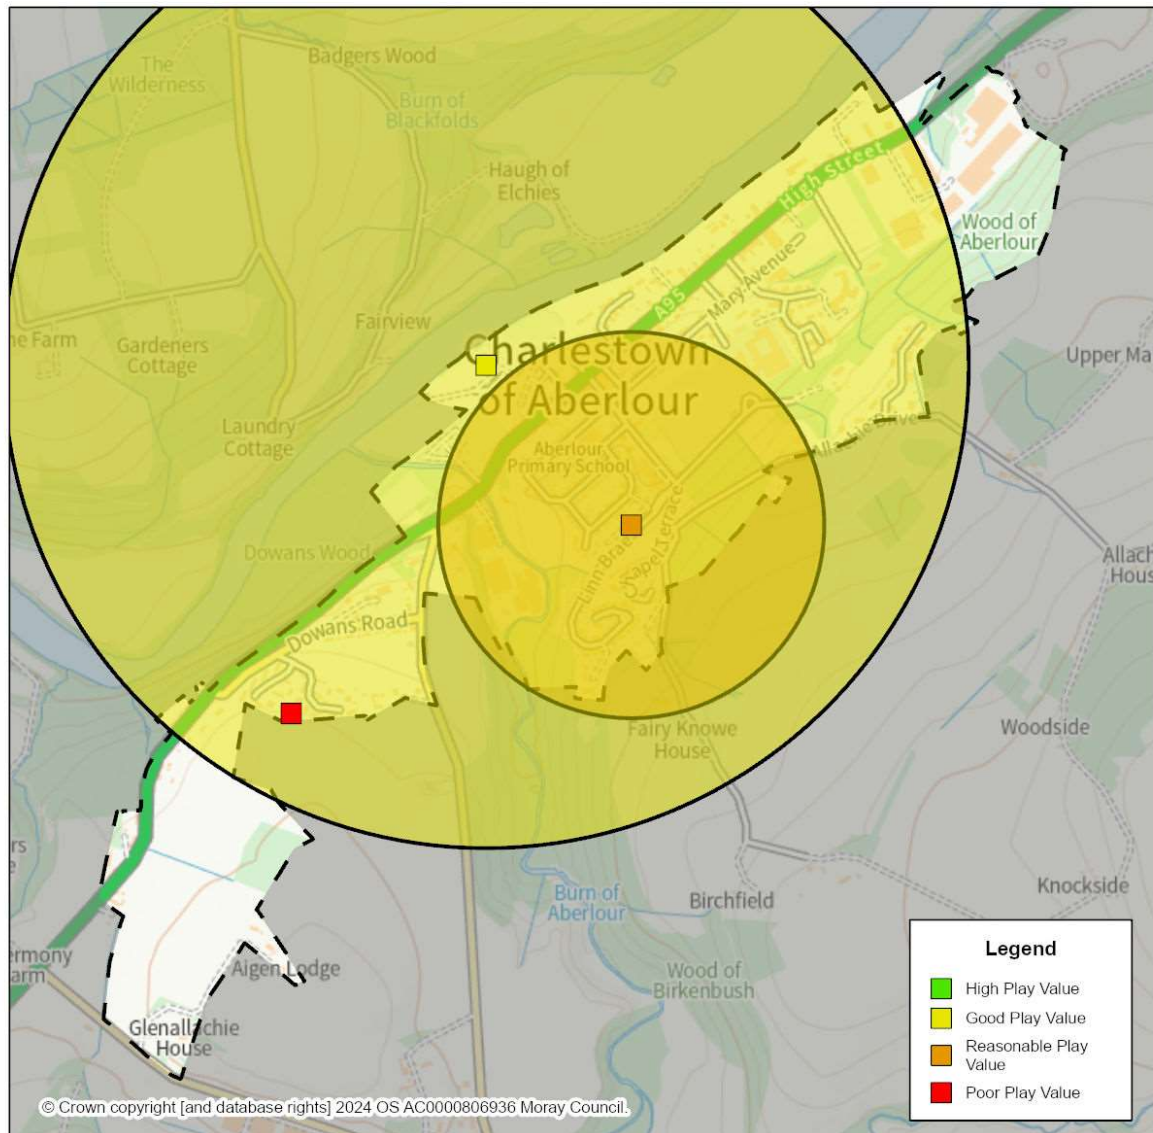 Badgers Wood
The
Wilderness
Burn of
Blackfolds
Haugh of
Elchies
High Street
Wood of
Aberlour
A95
Mary Avenue
Fairview
Farm
Gardeners
Cottage
Charlestown
of Aberlour
Upper Ma
Laundry
Cottage
Aberlour
Primary School
Allachie Drive
Dowans Wood
Linn Brae
Chapel Terrace
Allach
Hous
Dowans Road
Fairy Knowe
House
Woodside
Burn of
Aberlour
Birchfield
Knockside
ermony
arm
Aigen Lodge
Wood of
Birkenbush
Glenallachie
House
Legend
High Play Value
Good Play Value
Reasonable Play
Value
Poor Play Value
© Crown copyright [and database rights] 2024 OS AC0000806936 Moray Council.